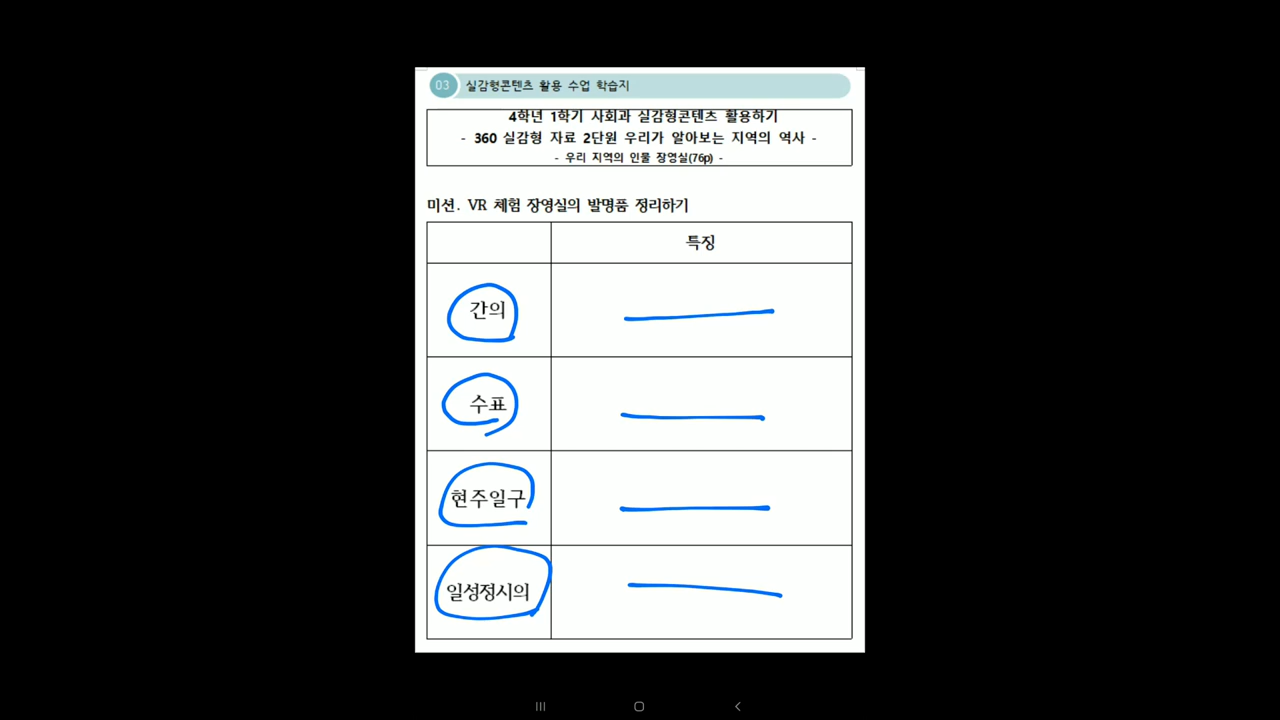 03 실감형콘텐츠 활용 수업 학습지
4학년 1학기 사회과 실감형콘텐츠 활용하기
- 360 실감형 자료 2단원 우리가 알아보는 지역의 역사 -
- 우리 지역의 인물 장영실(76p) -
미션. VR 체험 장영실의 발명품 정리하기
특징
간의
수표
현주일구
일성정시의